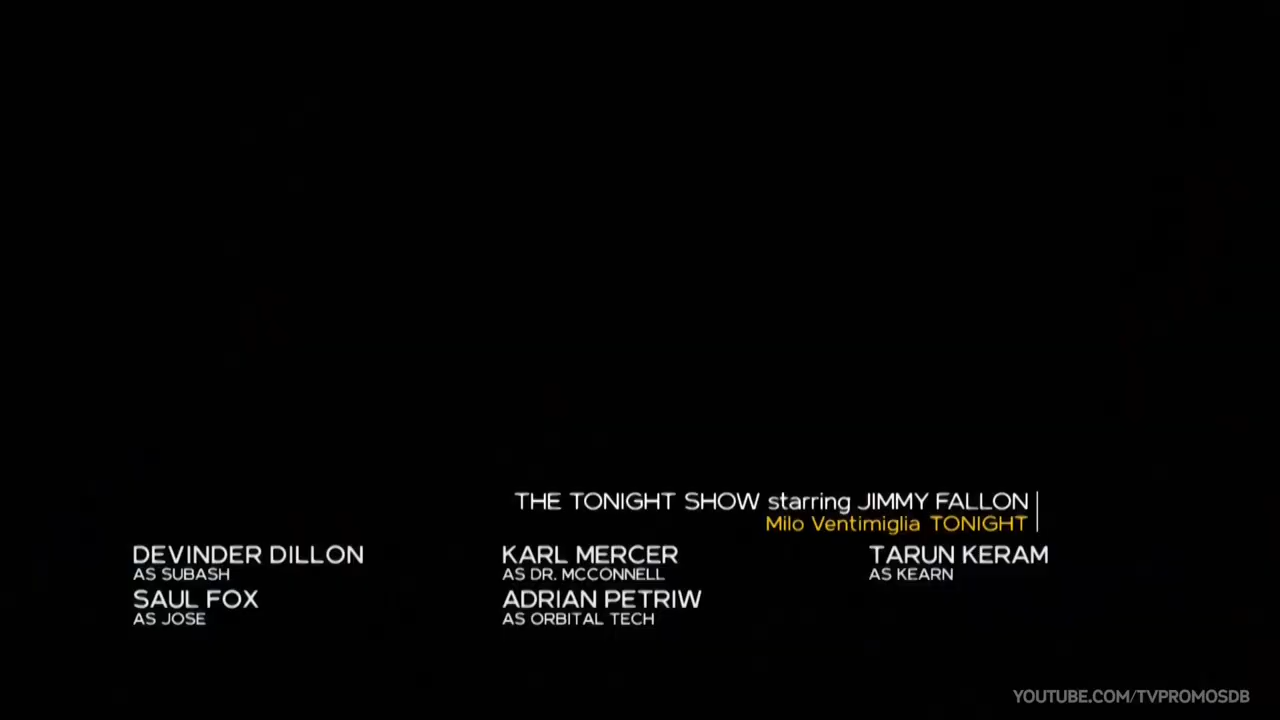 THE TONIGHT SHOW starring JIMMY FALLON
Milo Ventimiglia TONIGHT
DEVINDER DILLON KARL MERCER TARUN KERAM
AS SUBASH AS DR. MCCONNELL AS KEARN
SAUL FOX ADRIAN PETRIW
AS JOSE AS ORBITAL TECH
YOUTUBE.COM/TVPROMOSDB